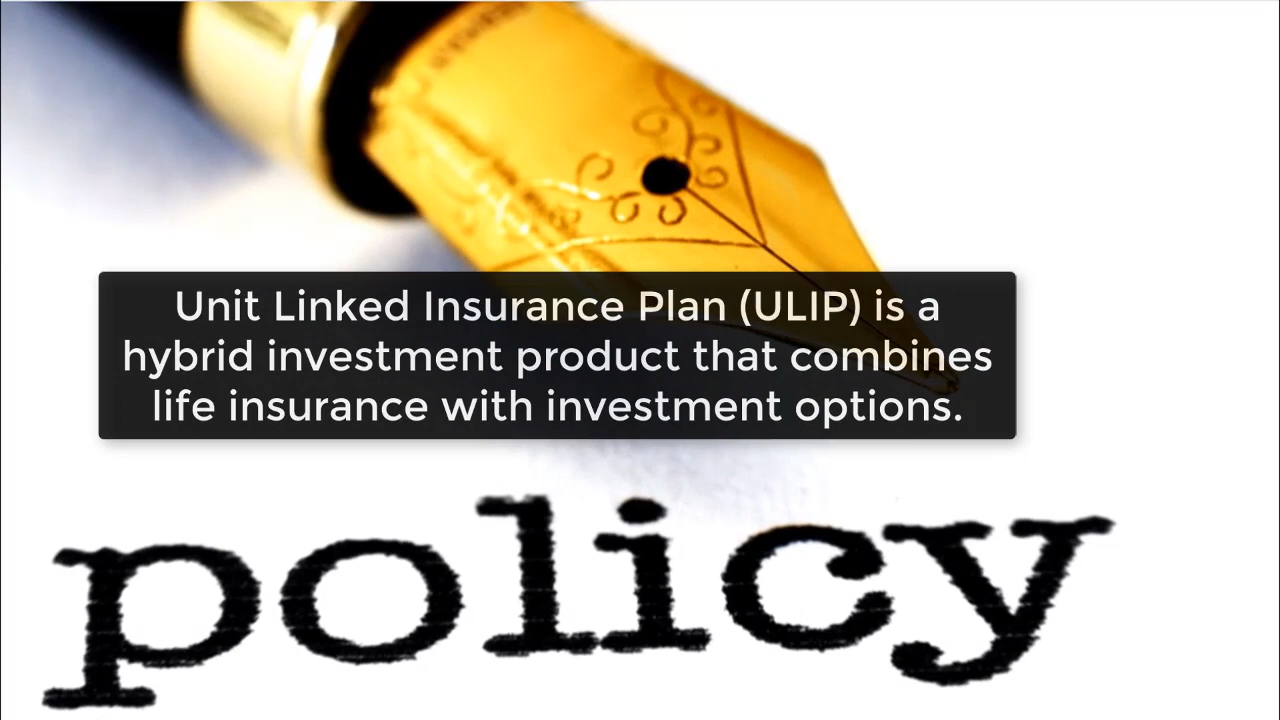 Unit Linked Insurance Plan (ULIP) is a
hybrid investment product that combines
life insurance with investment options.
policy